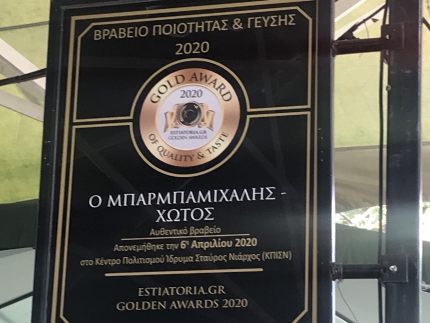 ΒΡΑΒΕΙΟ ΠΟΙΟΤΗΤΑΣ & ΓΕΥΣΗΣ
2020
GOLD AWARD
2020
ESTIATORIA.GR
GOLDEN AWARDS
OF QUALITY & TASTE
Ο ΜΠΑΡΜΠΑΜΙΧΑΛΗΣ -
ΧΩΤΟΣ
Αυθεντικό βραβείο
Απονεμήθηκε την 6η Απριλίου 2020
στο Κέντρο Πολιτισμού Ίδρυμα Σταύρος Νιάρχος (ΚΠΙΣΝ)
ESTIATORIA.GR
GOLDEN AWARDS 2020